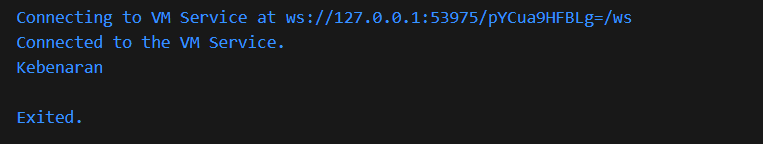 Connecting to VM Service at ws://127.0.0.1:53975/pYCua9HFBLg=/ws
Connected to the VM Service.
Kebenaran
Exited.